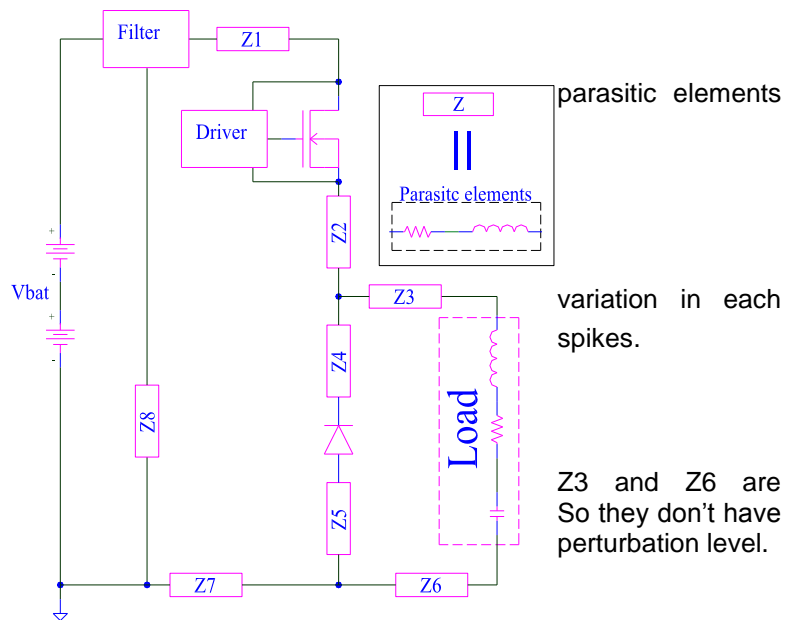 Filter
Z1
Driver
Z
Parasitc elements
Z2
+
-
Vbat
+
-
Z3
Z4
Load
Z8
Z5
Z7
Z6
parasitic elements
variation in each
spikes.
Z3 and Z6 are
So they don’t have
perturbation level.